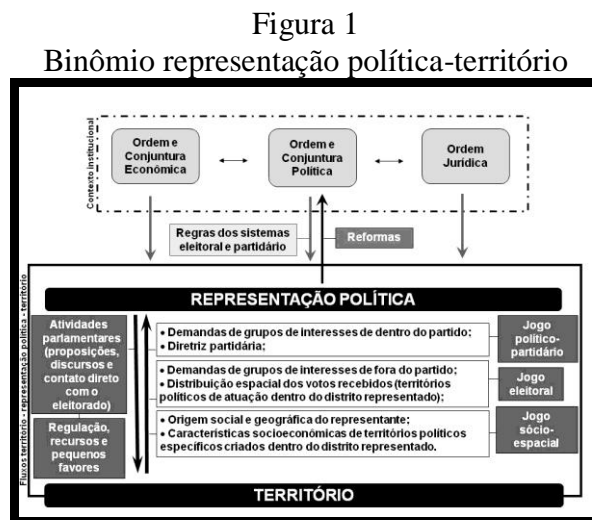 Figura 1
Binômio representação política-território
Contexto institucional
Ordem e
Conjuntura
Econômica
Ordem e
Conjuntura
Política
Ordem
Jurídica
Regras dos sistemas
eleitoral e partidário
Reformas
Fluxos território - representação política - território
REPRESENTAÇÃO POLÍTICA
Atividades
parlamentares
(proposições,
discursos e
contato direto
com o
eleitorado)
Regulação,
recursos e
pequenos
favores
• Demandas de grupos de interesses de dentro do partido;
• Diretriz partidária;
Jogo
político-
partidário
• Demandas de grupos de interesses de fora do partido;
• Distribuição espacial dos votos recebidos (territórios
políticos de atuação dentro do distrito representado);
Jogo
eleitoral
• Origem social e geográfica do representante;
• Características socioeconómicas de territórios políticos
específicos criados dentro do distrito representado.
Jogo
sócio-
espacial
TERRITÓRIO